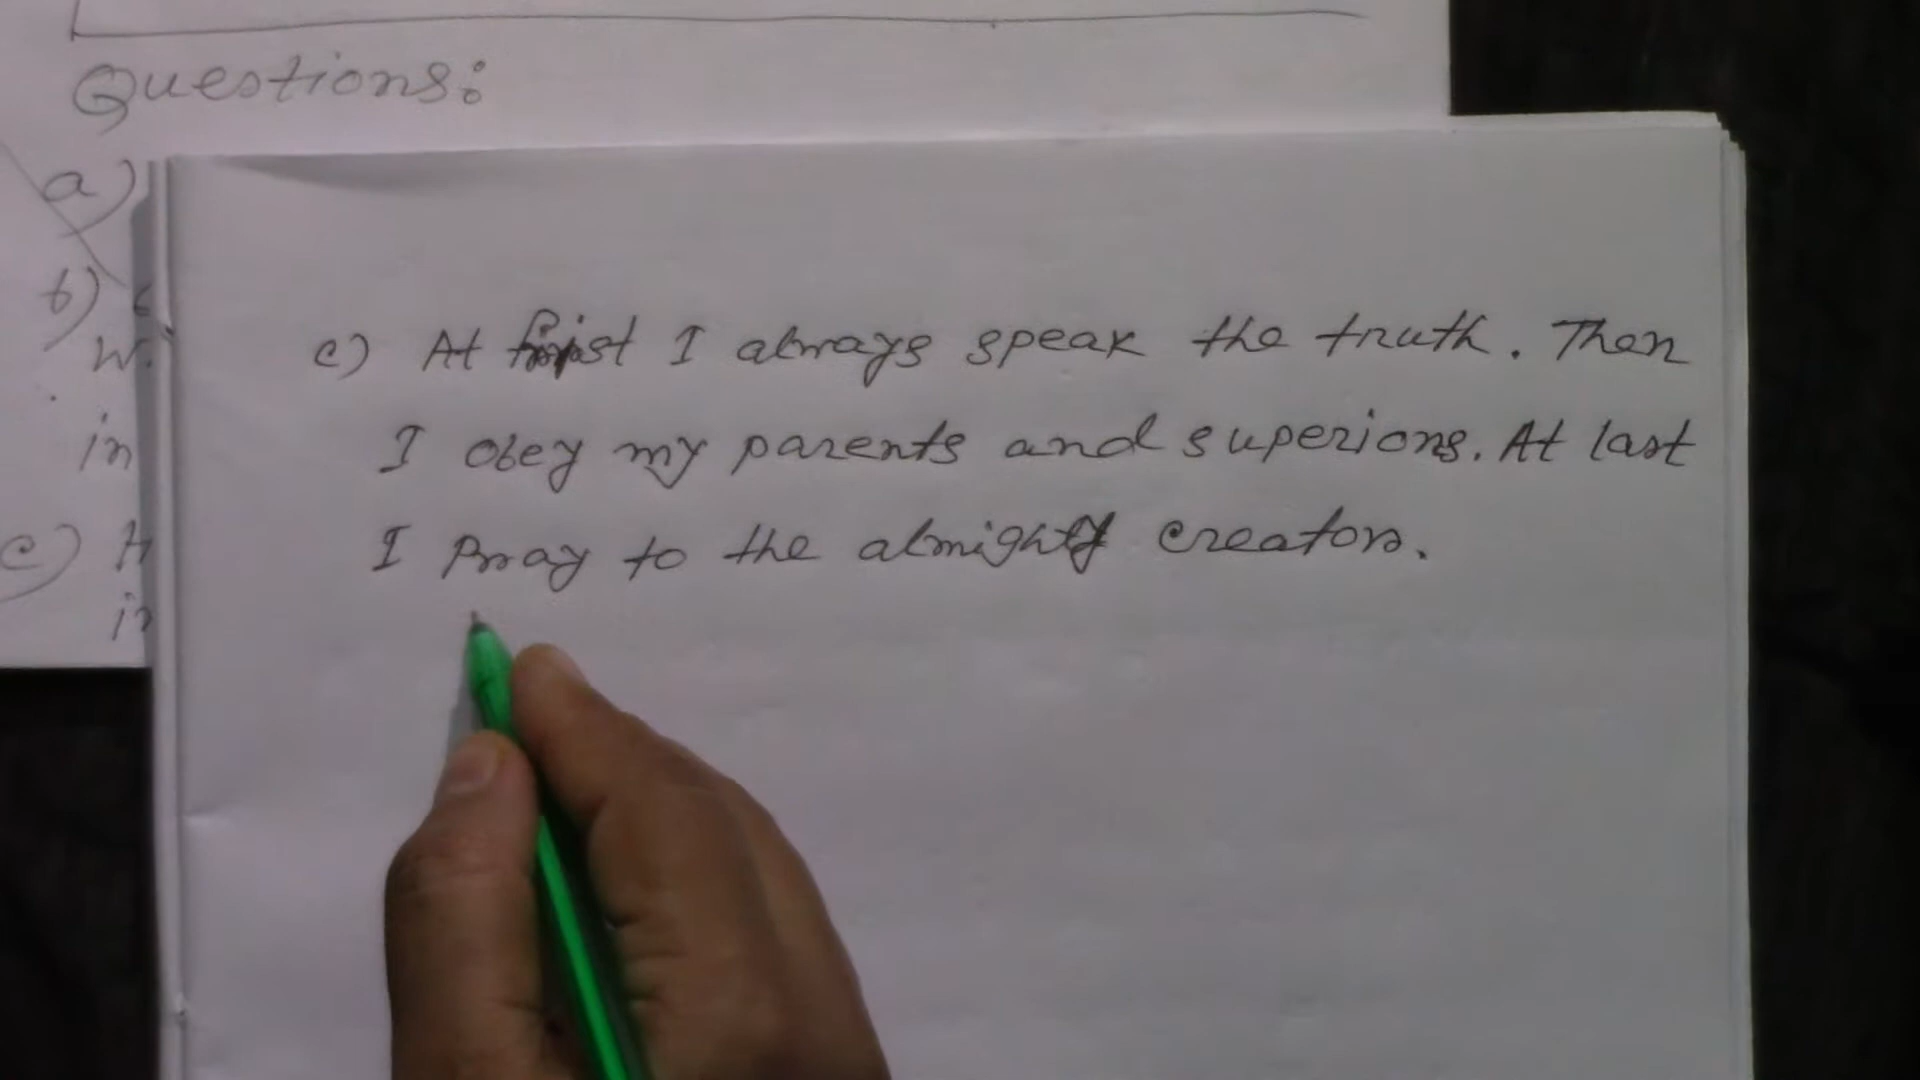 Questions:
a)
b)
w.
in
c) H
in
c) At first I always speak the truth. Then
I obey my parents and superiors. At last
I Pray to the almighty creator.